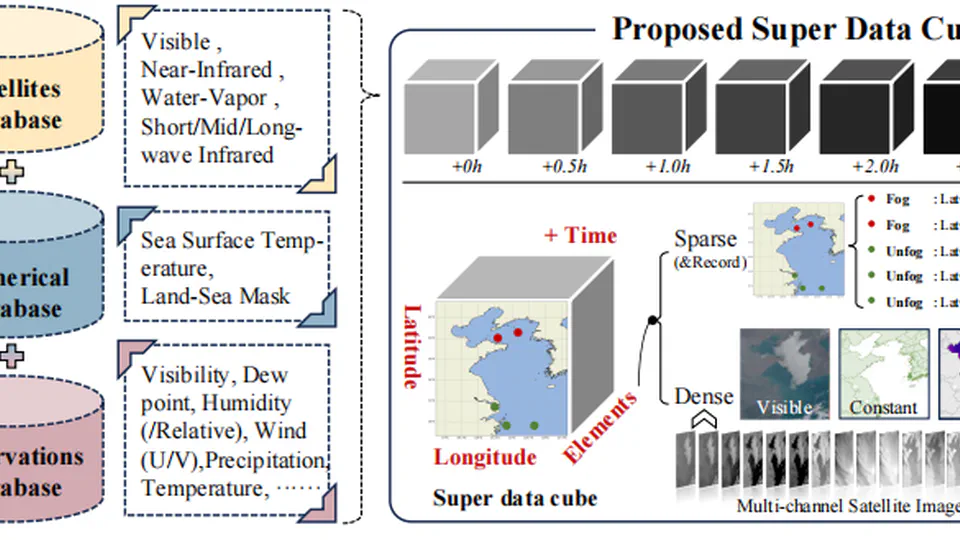 ellites
abase
Visible ,
Near-Infrared ,
Water-Vapor ,
Short/Mid/Long-
wave Infrared
erical
abase
Sea Surface Temp-
erature,
Land-Sea Mask
rvations
abase
Visibility, Dew
point, Humidity
(/Relative), Wind
(U/V),Precipitation,
Temperature, ······
Proposed Super Data Cu
+0h
+0.5h
+1.0h
+1.5h
+2.0h
+ Time
Latitude
Longitude
Elements
Super data cube
Sparse
(&Record)
Fog : Lat
Fog : Lat
Unfog : Lat
Unfog : Lat
Unfog : Lat
Dense
Visible
Constant
Multi-channel Satellite Image